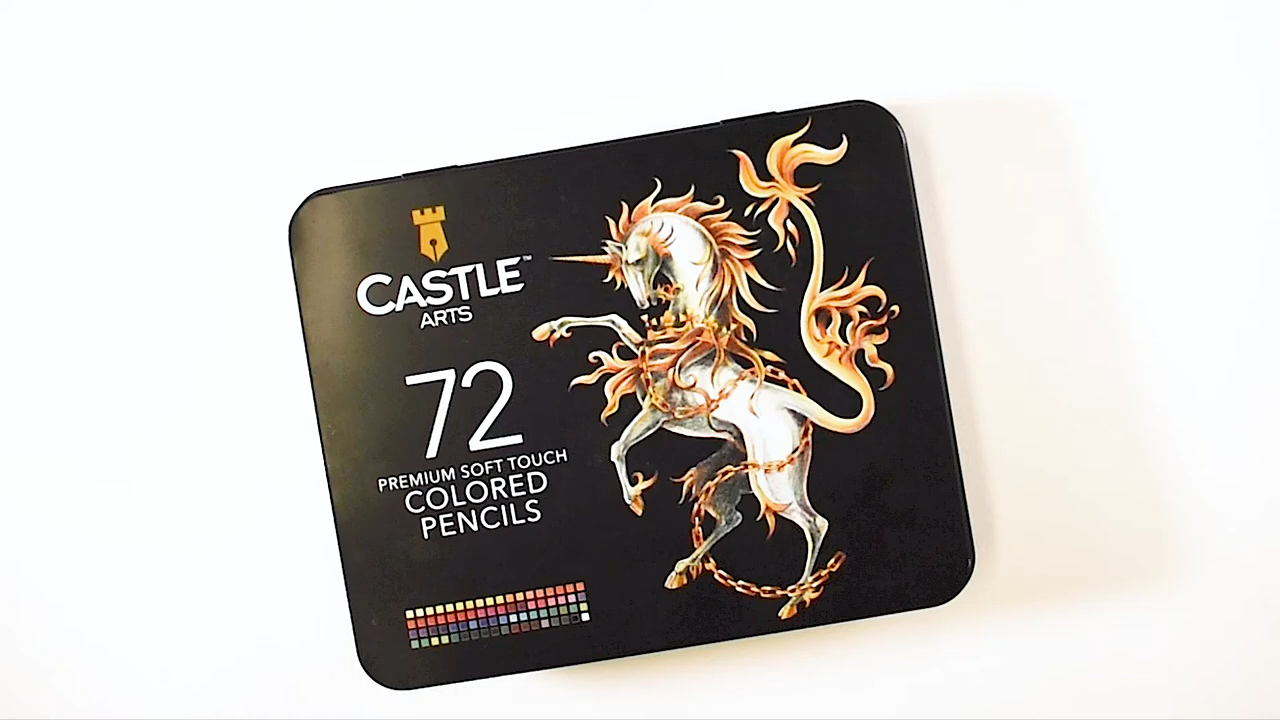 CASTLE™
ARTS
72
PREMIUM SOFT TOUCH
COLORED
PENCILS